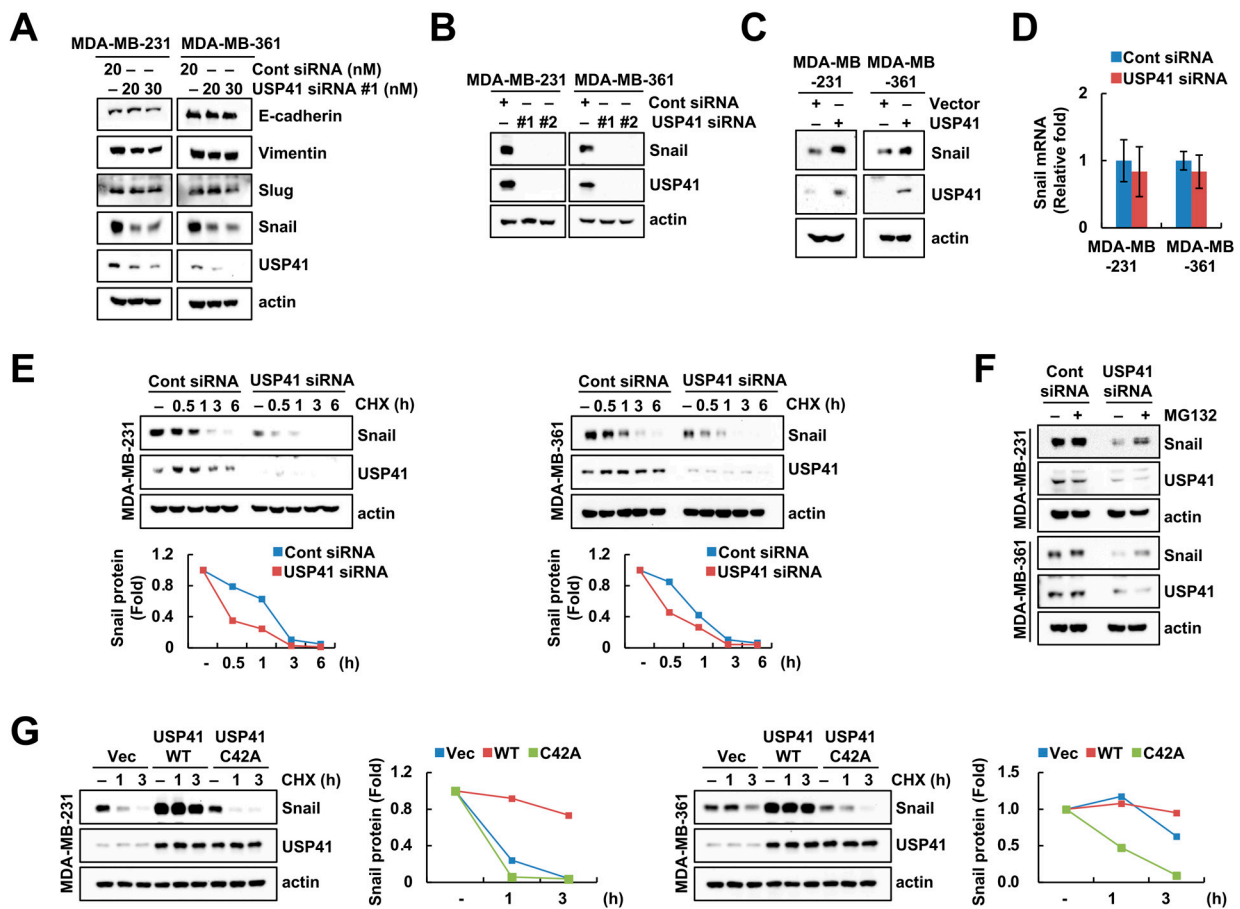 A
MDA-MB-231 MDA-MB-361
20 – – 20 – – Cont siRNA (nM)
– 20 30 – 20 30 USP41 siRNA #1 (nM)
E-cadherin
Vimentin
Slug
Snail
USP41
actin
B
MDA-MB-231 MDA-MB-361
+ – – + – – Cont siRNA
– #1 #2 – #1 #2 USP41 siRNA
Snail
USP41
actin
C
MDA-MB MDA-MB
-231 -361
+ – + – Vector
– + – + USP41
Snail
USP41
actin
D
Cont siRNA
USP41 siRNA
Snail mRNA
(Relative fold)
2
1
0
MDA-MB MDA-MB
-231 -361
E
Cont siRNA USP41 siRNA
– 0.5 1 3 6 – 0.5 1 3 6 CHX (h)
MDA-MB-231
Snail
USP41
actin
Cont siRNA
USP41 siRNA
Snail protein
(Fold)
1.2
0.8
0.4
0
- 0.5 1 3 6 (h)
Cont siRNA USP41 siRNA
– 0.5 1 3 6 – 0.5 1 3 6 CHX (h)
MDA-MB-361
Snail
USP41
actin
Cont siRNA
USP41 siRNA
Snail protein
(Fold)
1.2
0.8
0.4
0
- 0.5 1 3 6 (h)
F
Cont USP41
siRNA siRNA
– + – + MG132
MDA-MB-231
Snail
USP41
actin
MDA-MB-361
Snail
USP41
actin
G
USP41 USP41
Vec WT C42A
– 1 3 – 1 3 – 1 3 CHX (h)
MDA-MB-231
Snail
USP41
actin
Vec WT C42A
Snail protein (Fold)
1.2
0.8
0.4
0
- 1 3 (h)
USP41 USP41
Vec WT C42A
– 1 3 – 1 3 – 1 3 CHX (h)
MDA-MB-361
Snail
USP41
actin
Vec WT C42A
Snail protein (Fold)
1.5
1.0
0.5
0.0
- 1 3 (h)